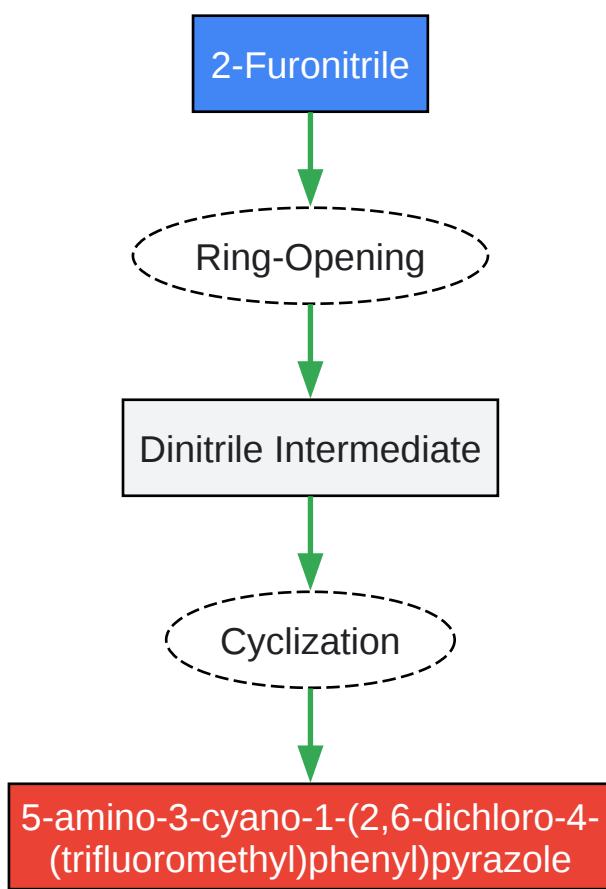 2-Furonitrile
Ring-Opening
Dinitrile Intermediate
Cyclization
5-amino-3-cyano-1-(2,6-dichloro-4-
(trifluoromethyl)phenyl)pyrazole